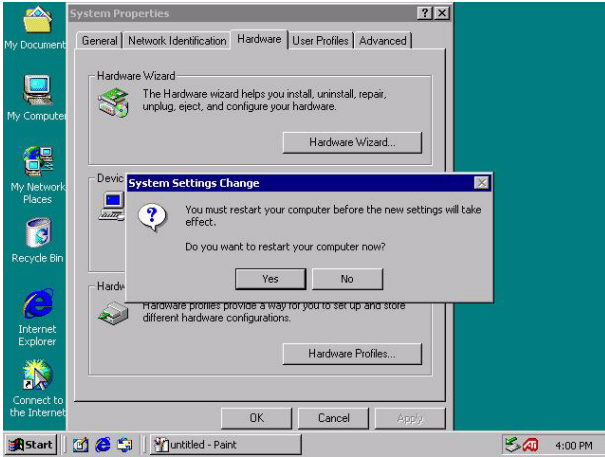 System Properties
General
Network Identification
Hardware
User Profiles
Advanced
Hardware Wizard
The Hardware wizard helps you install, uninstall, repair,
unplug, eject, and configure your hardware.
Hardware Wizard...
Devic
System Settings Change
You must restart your computer before the new settings will take
effect.
Do you want to restart your computer now?
Yes
No
Hardw
Hardware profiles provide a way for you to set up and store
different hardware configurations.
Hardware Profiles...
OK
Cancel
Apply
My Document
My Computer
My Network
Places
Recycle Bin
Internet
Explorer
Connect to
the Internet
Start
untitled - Paint
4:00 PM